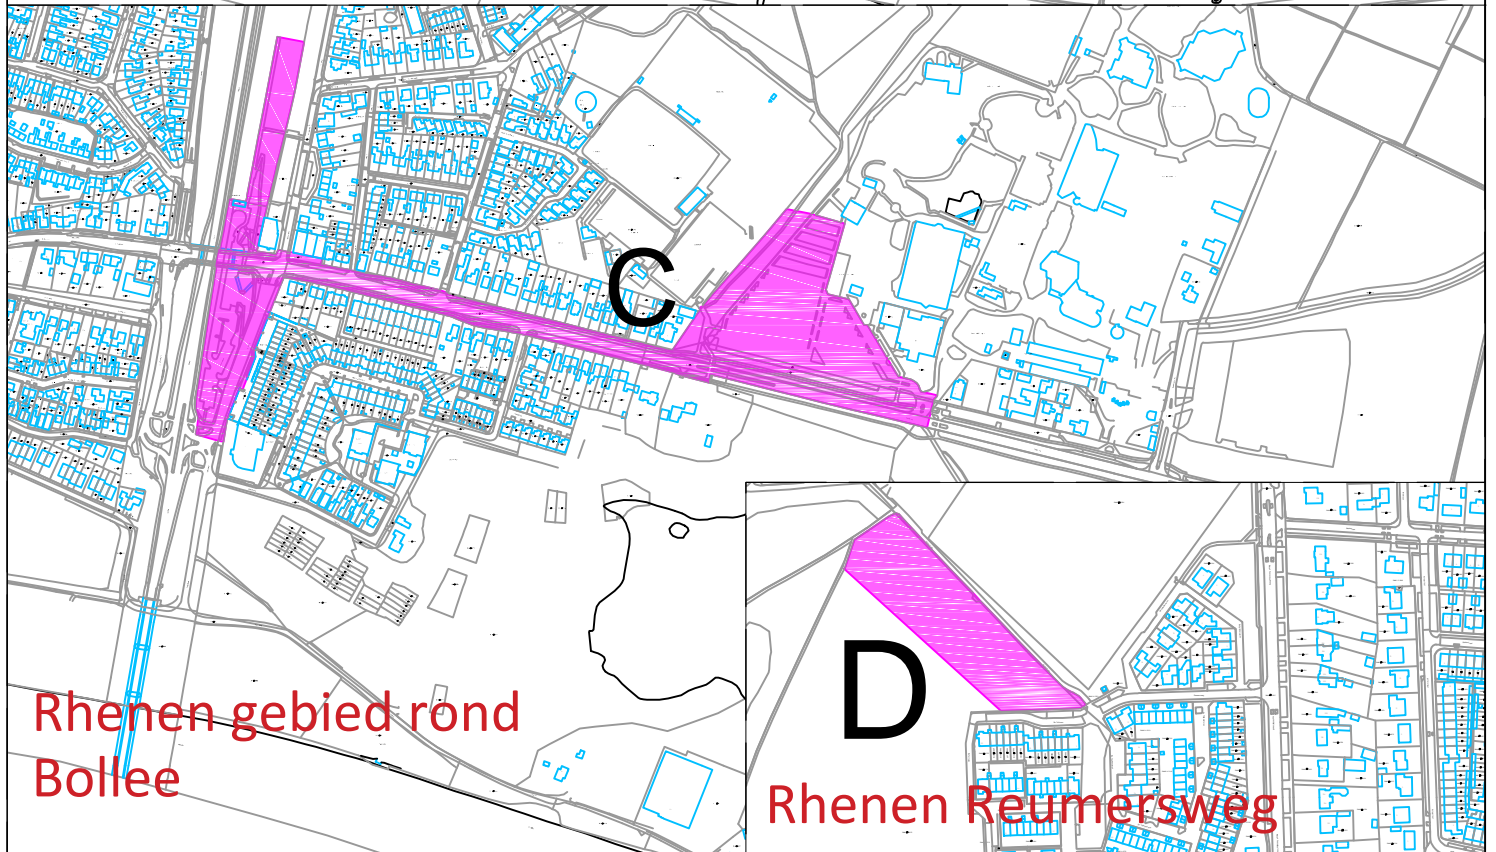 C
D
Rhenen gebied rond
Bollee
Rhenen Reumersweg